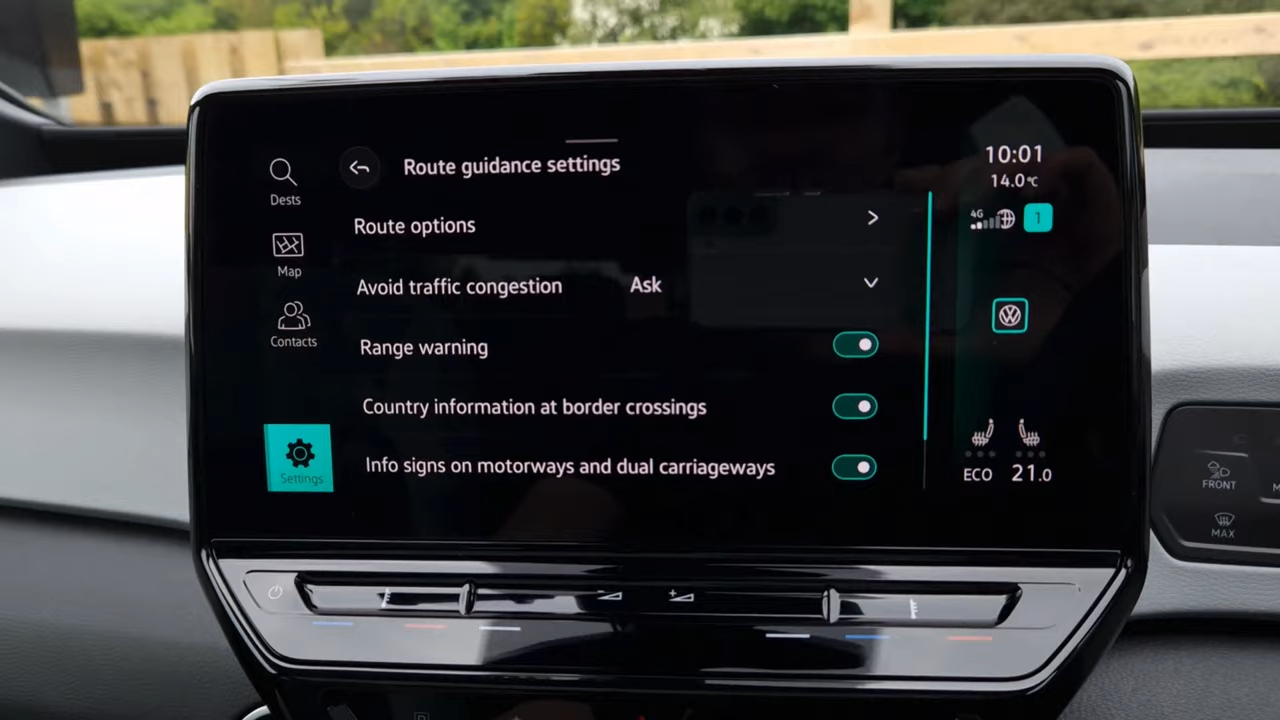 Route guidance settings
10:01
14.0°C
Dests
Route options
4G
1
Map
Avoid traffic congestion Ask
Contacts
Range warning
Country information at border crossings
Info signs on motorways and dual carriageways
Settings
ECO 21.0
FRONT
MAX